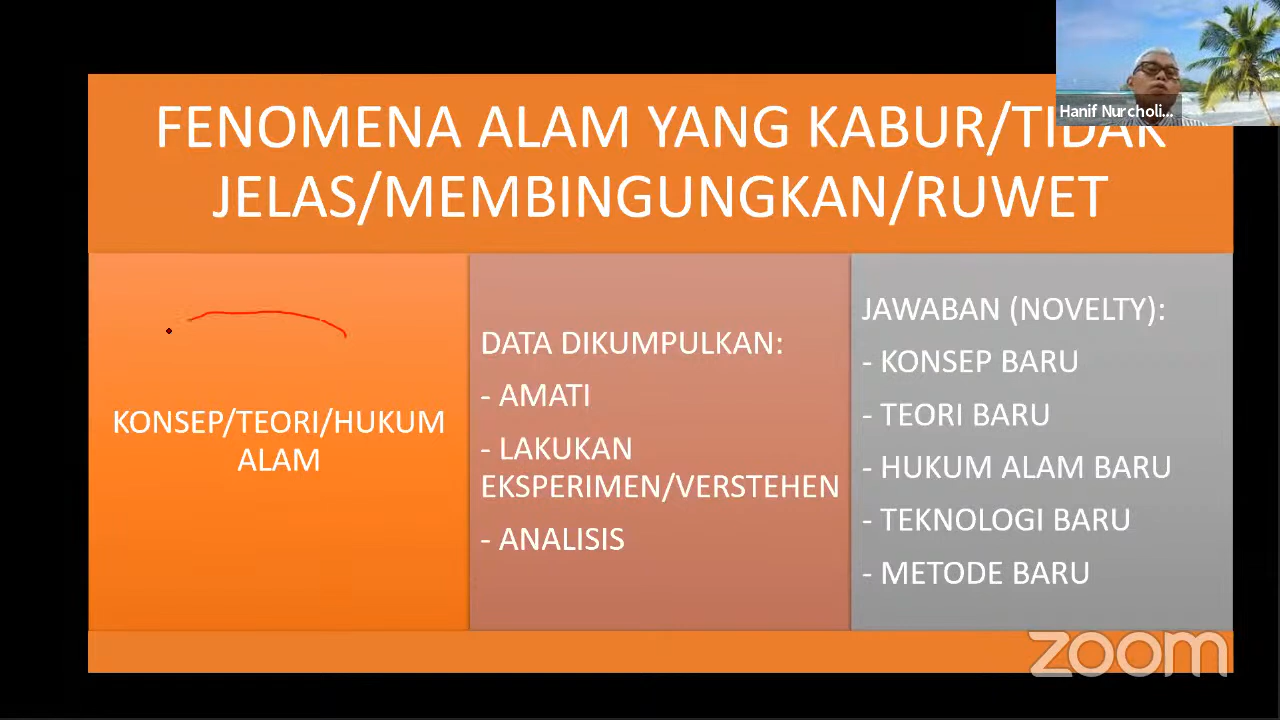 FENOMENA ALAM YANG KABUR/TIDAK
JELAS/MEMBINGUNGKAN/RUWET
Hanif Nurcholi...
KONSEP/TEORI/HUKUM
ALAM
DATA DIKUMPULKAN:
- AMATI
- LAKUKAN
EKSPERIMEN/VERSTEHEN
- ANALISIS
JAWABAN (NOVELTY):
- KONSEP BARU
- TEORI BARU
- HUKUM ALAM BARU
- TEKNOLOGI BARU
- METODE BARU
zoom